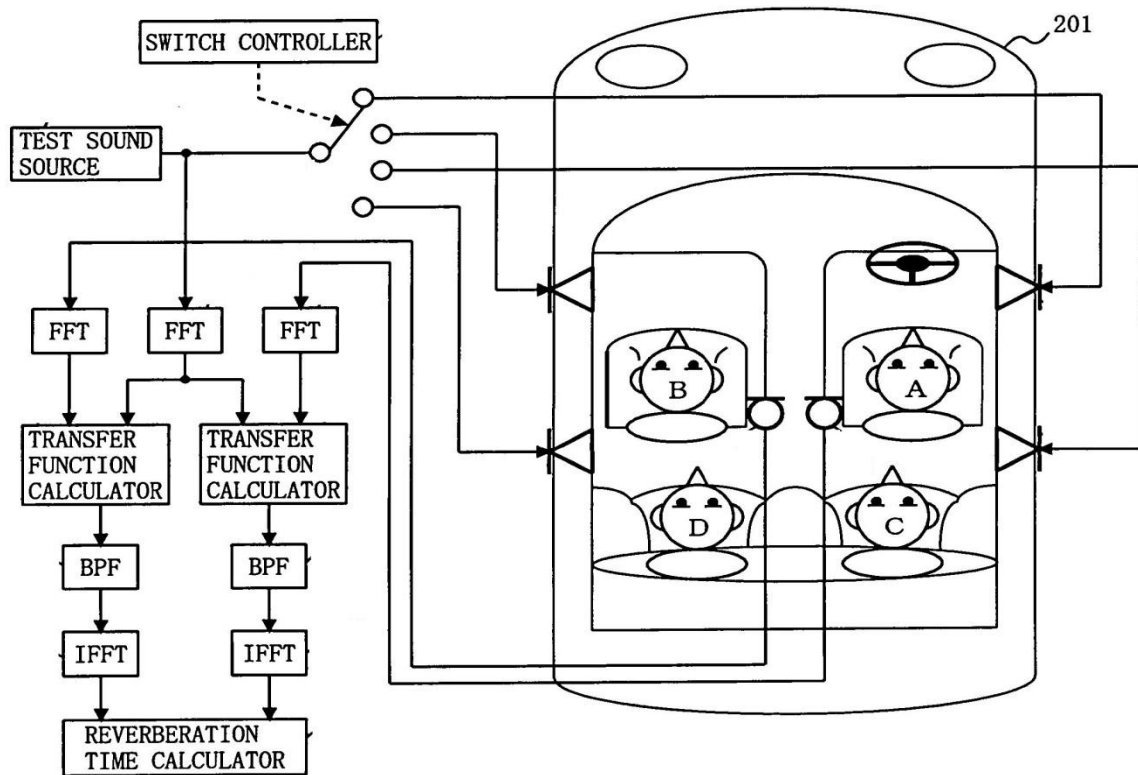 SWITCH CONTROLLER
201
TEST SOUND
SOURCE
FFT
FFT
FFT
B
A
TRANSFER
FUNCTION
CALCULATOR
TRANSFER
FUNCTION
CALCULATOR
D
C
BPF
BPF
IFFT
IFFT
REVERBERATION
TIME CALCULATOR